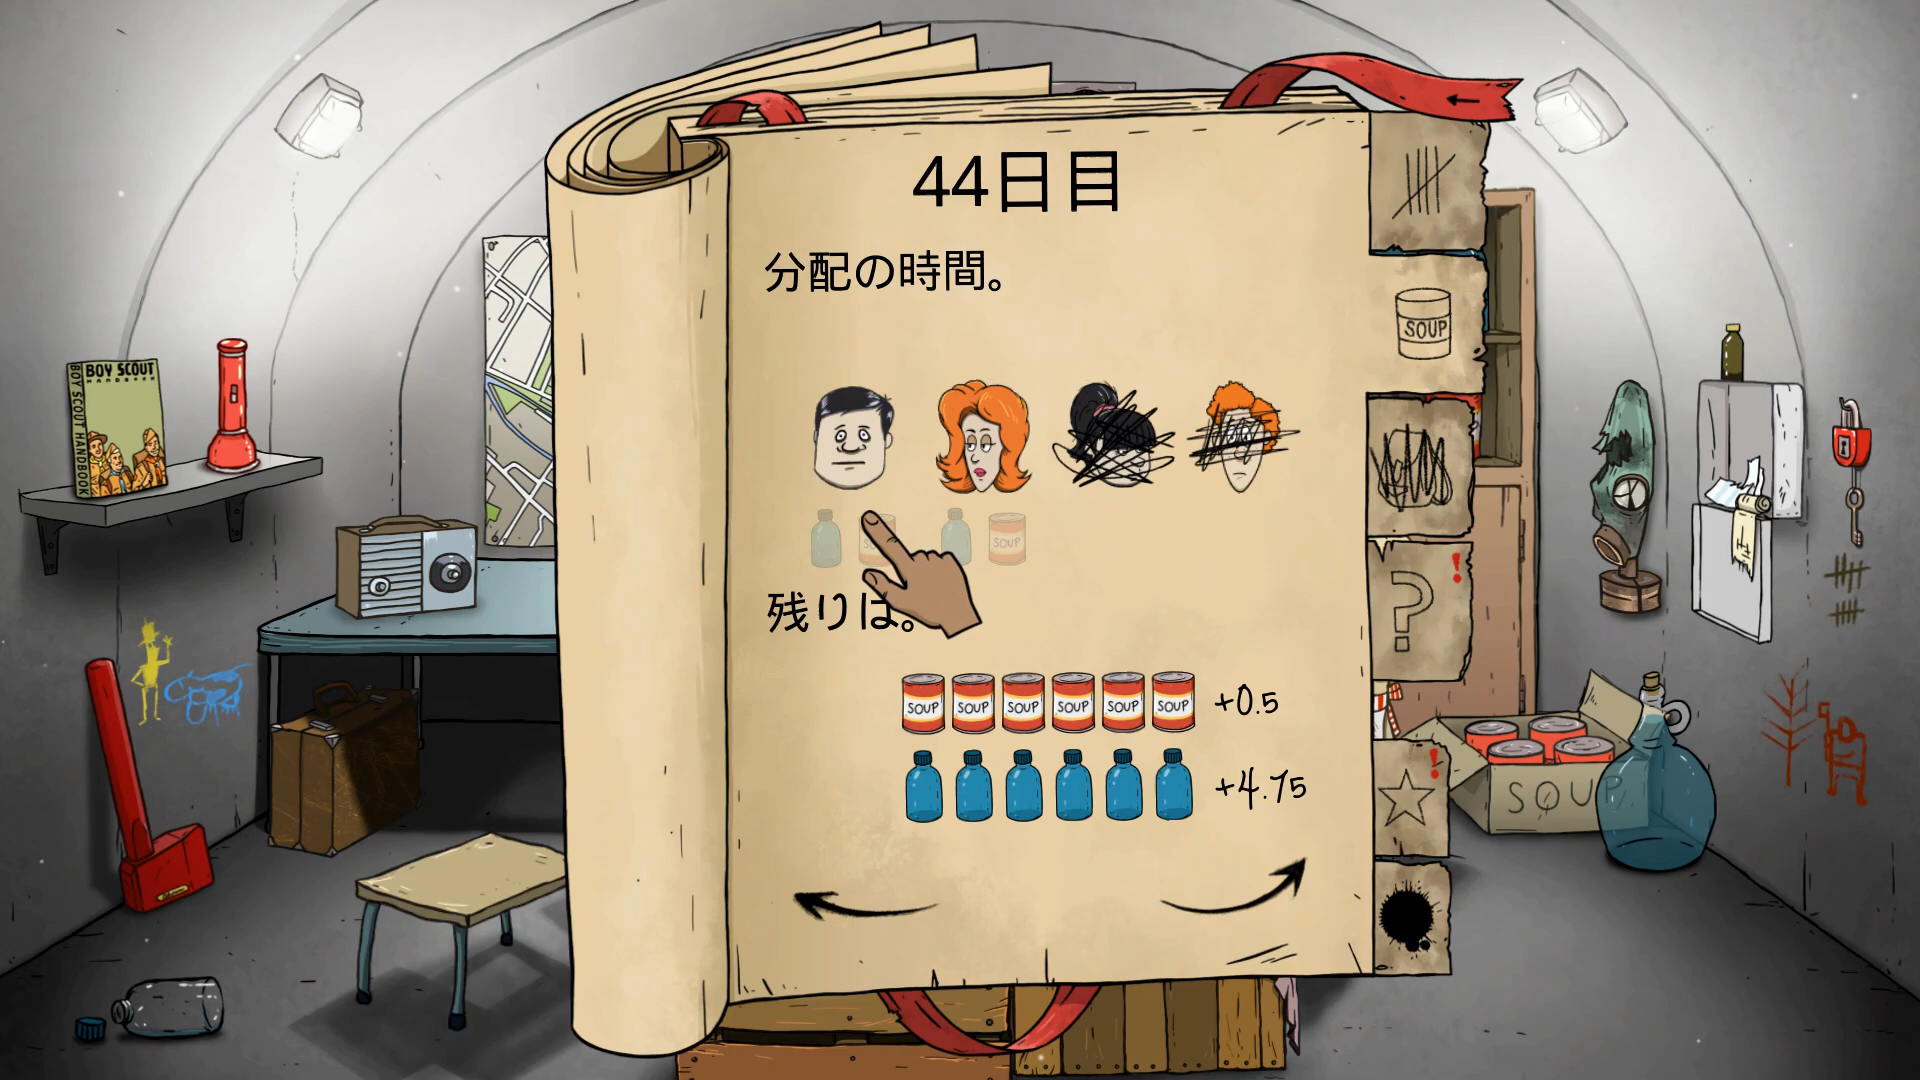 44日目
分配の時間。
残りは。
SOUP SOUP SOUP SOUP SOUP SOUP +0.5
+4.75
SOUP
SOUP
BOY SCOUT
HANDBOOK
BOY SCOUT HANDBOOK
SOUP